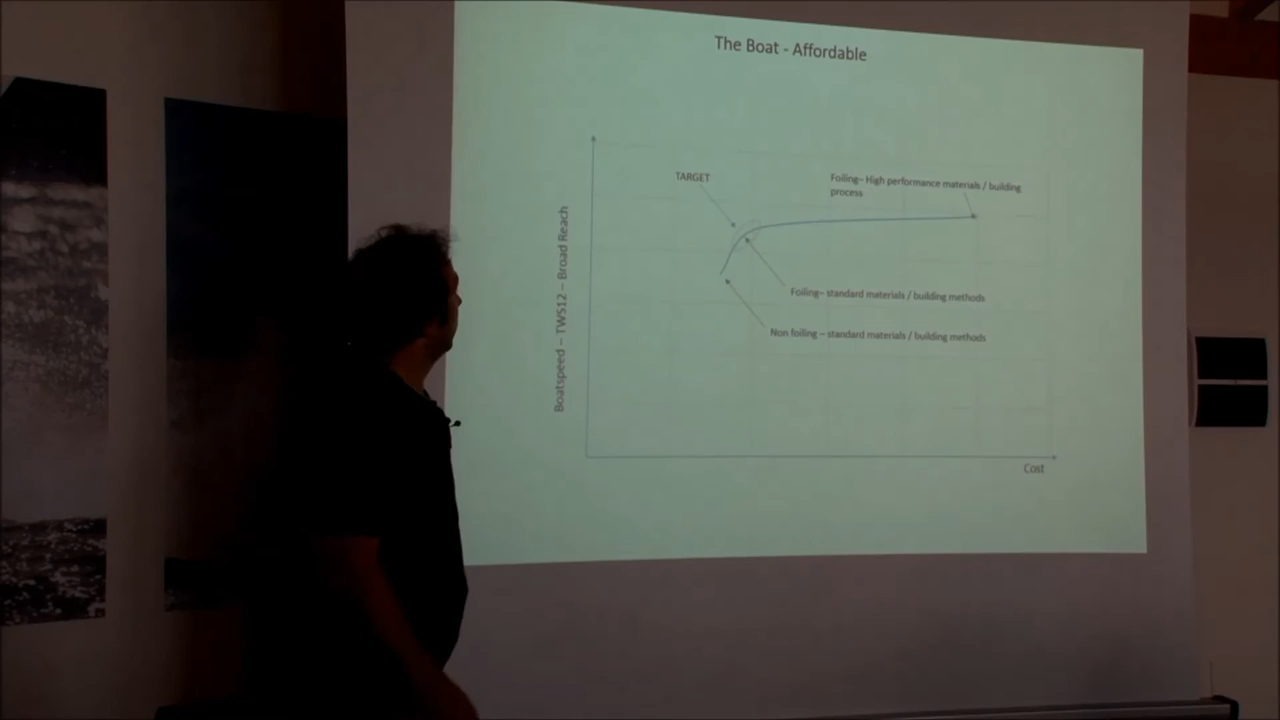 The Boat - Affordable
TARGET
Foiling– High performance materials / building
process
Boatspeed – TWS12 – Broad Reach
Foiling– standard materials / building methods
Non foiling – standard materials / building methods
Cost